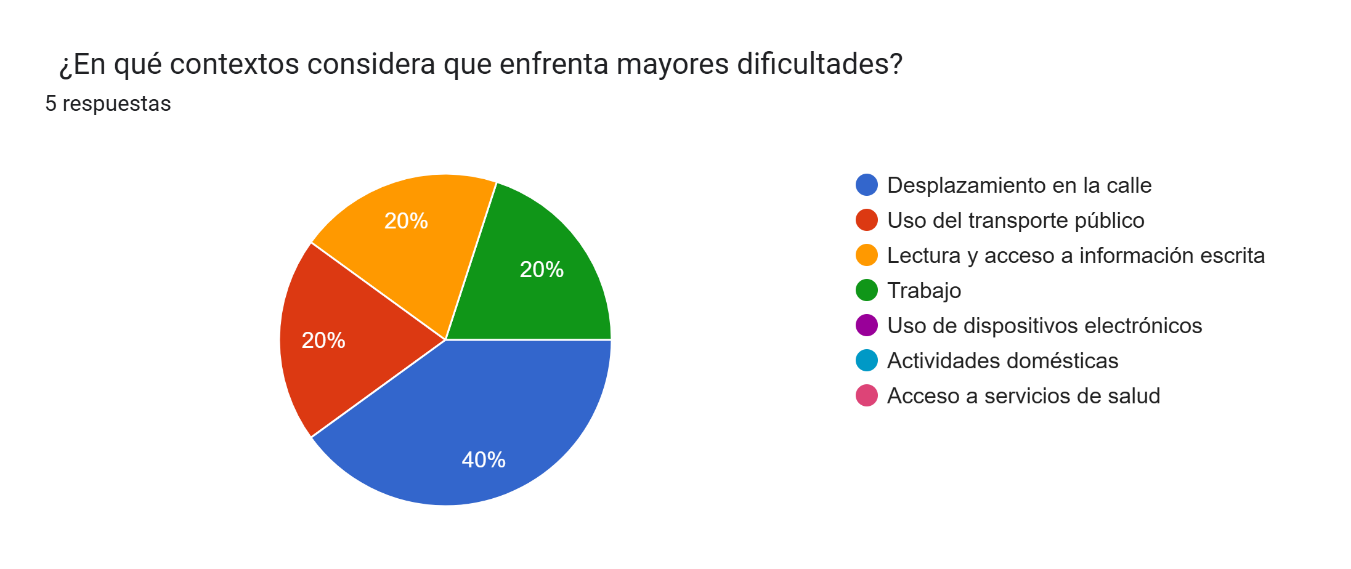 ¿En qué contextos considera que enfrenta mayores dificultades?
5 respuestas
20%
20%
20%
40%
Desplazamiento en la calle
Uso del transporte público
Lectura y acceso a información escrita
Trabajo
Uso de dispositivos electrónicos
Actividades domésticas
Acceso a servicios de salud